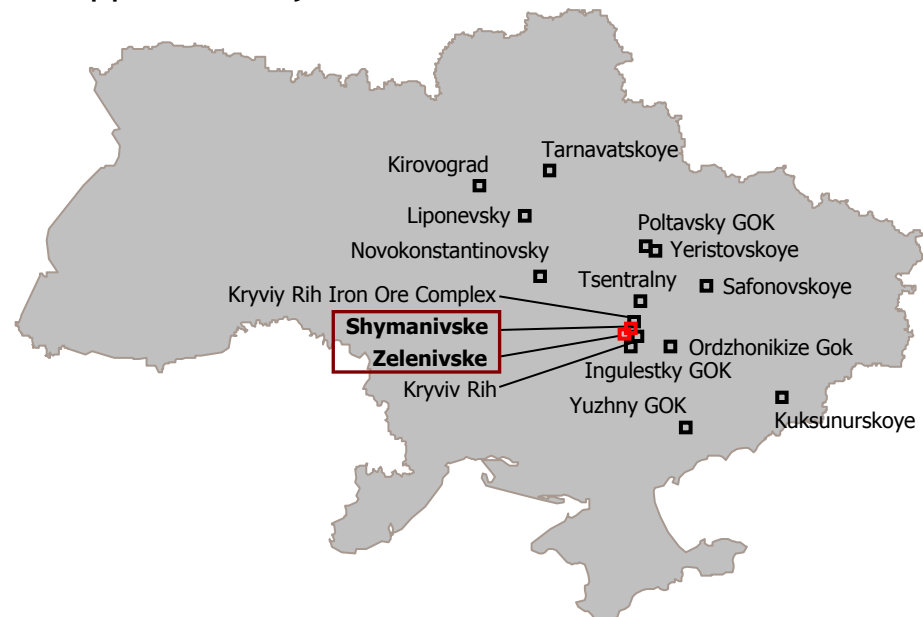 Tarnavatskoye
Kirovograd
Liponevsky
Poltavsky GOK
Yeristovskoye
Novokonstantinovsky
Tsentralny
Safonovskoye
Kryviy Rih Iron Ore Complex
Shymanivske
Ordzhonikize Gok
Zelenivske
Ingulestky GOK
Kryviv Rih
Yuzhny GOK
Kuksunurskoye